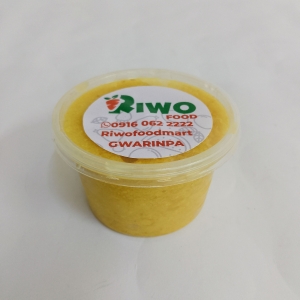 RIWO
FOOD
0916 062 2222
Riwofoodmart
GWARINPA